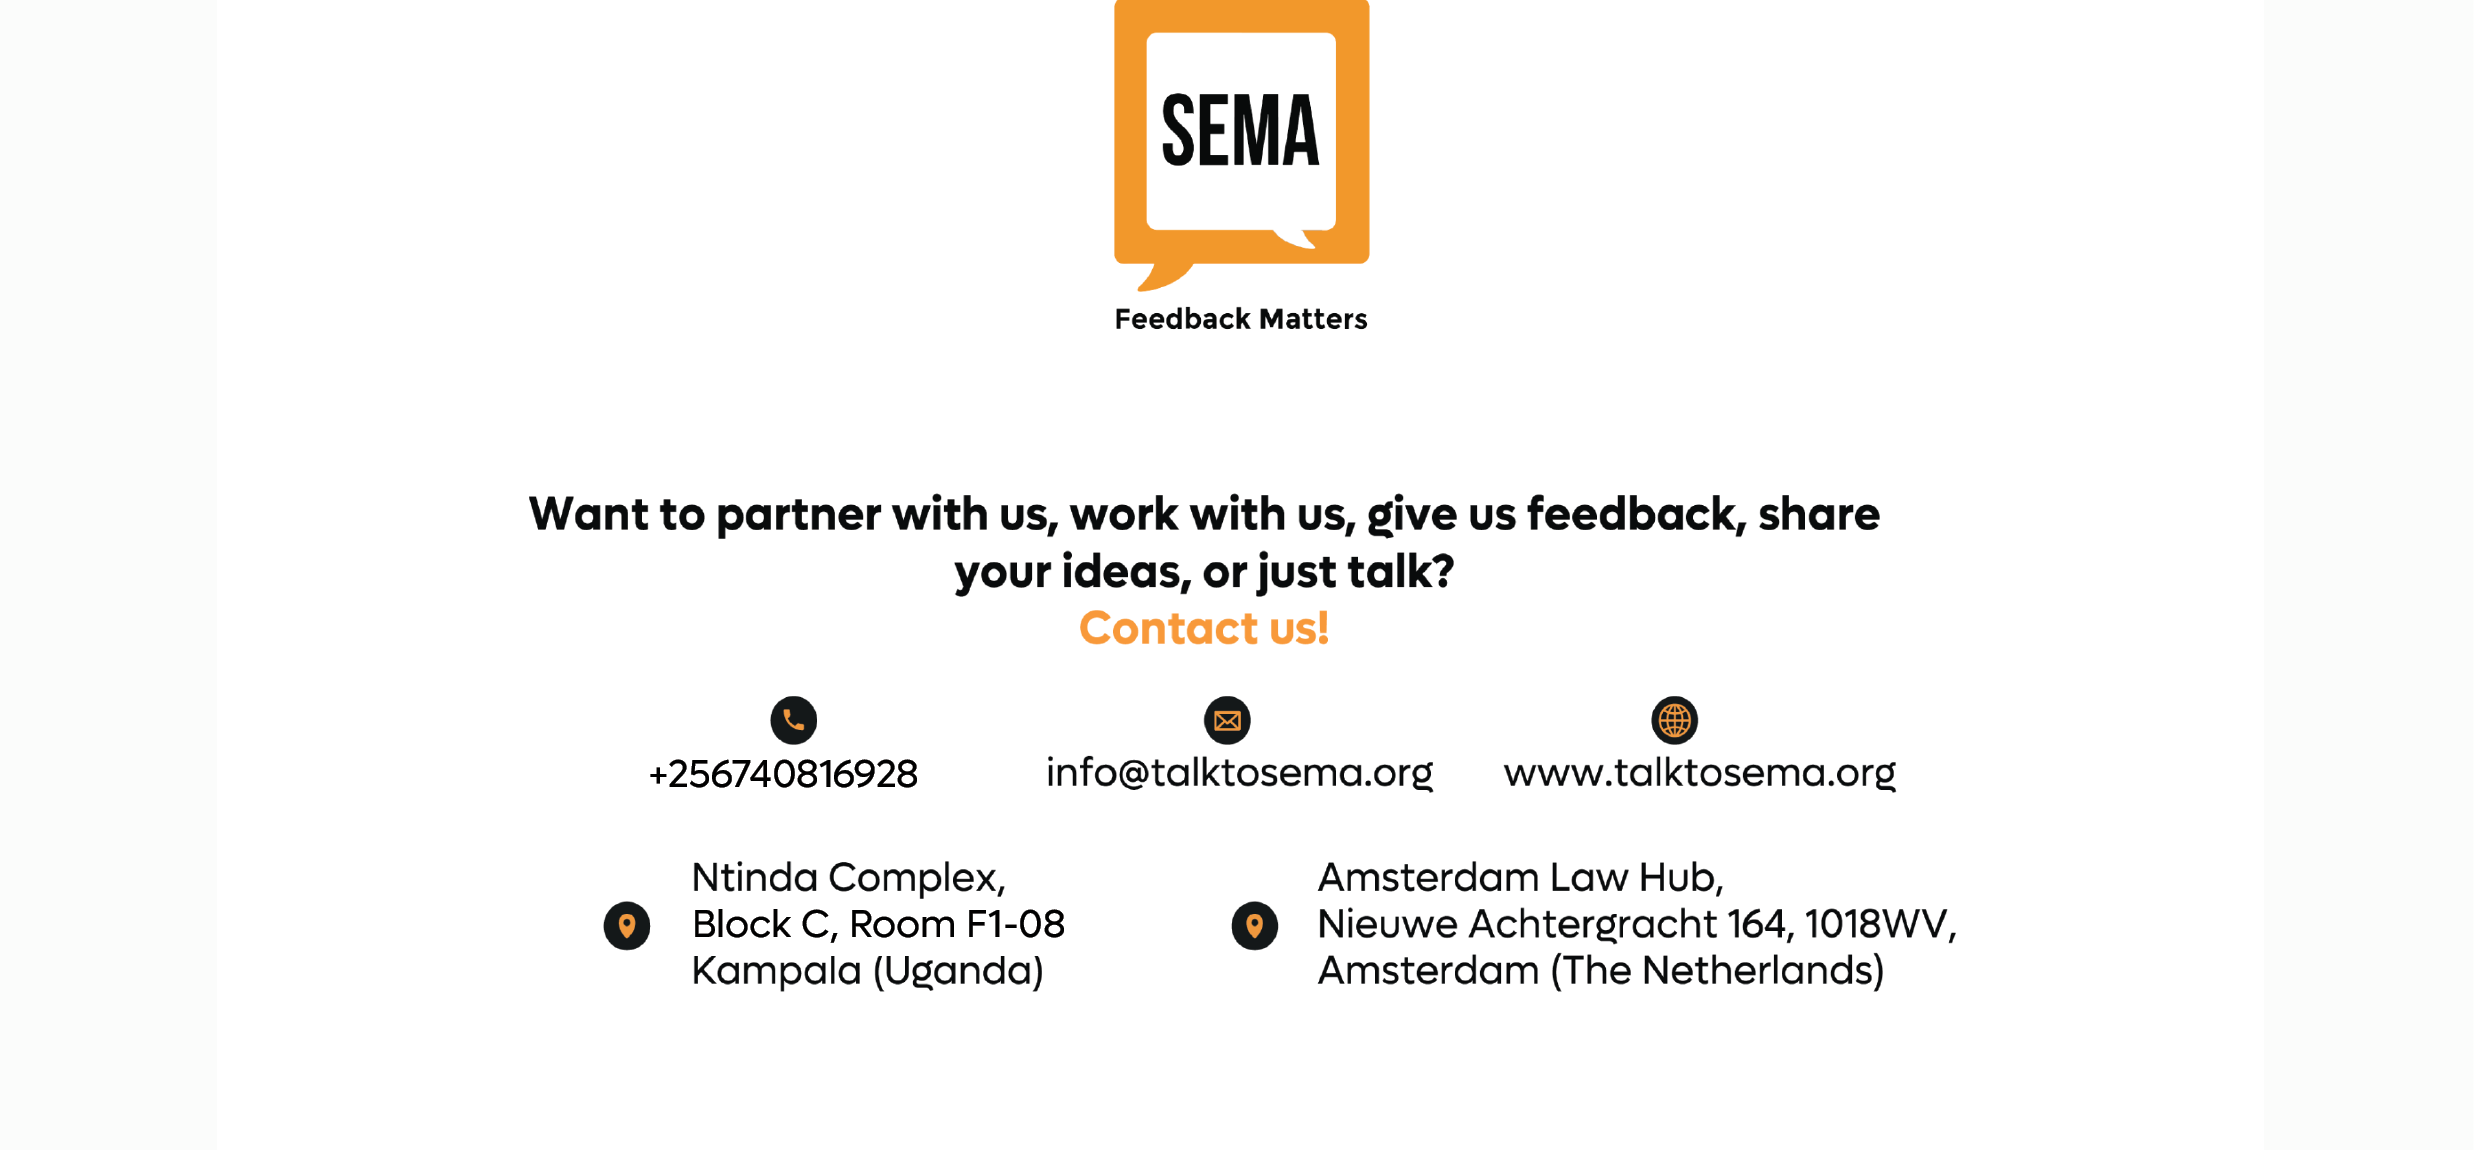 SEMA
Feedback Matters
Want to partner with us, work with us, give us feedback, share
your ideas, or just talk?
Contact us!
+256740816928
info@talktosema.org
www.talktosema.org
Ntinda Complex,
Block C, Room F1-08
Kampala (Uganda)
Amsterdam Law Hub,
Nieuwe Achtergracht 164, 1018WV,
Amsterdam (The Netherlands)